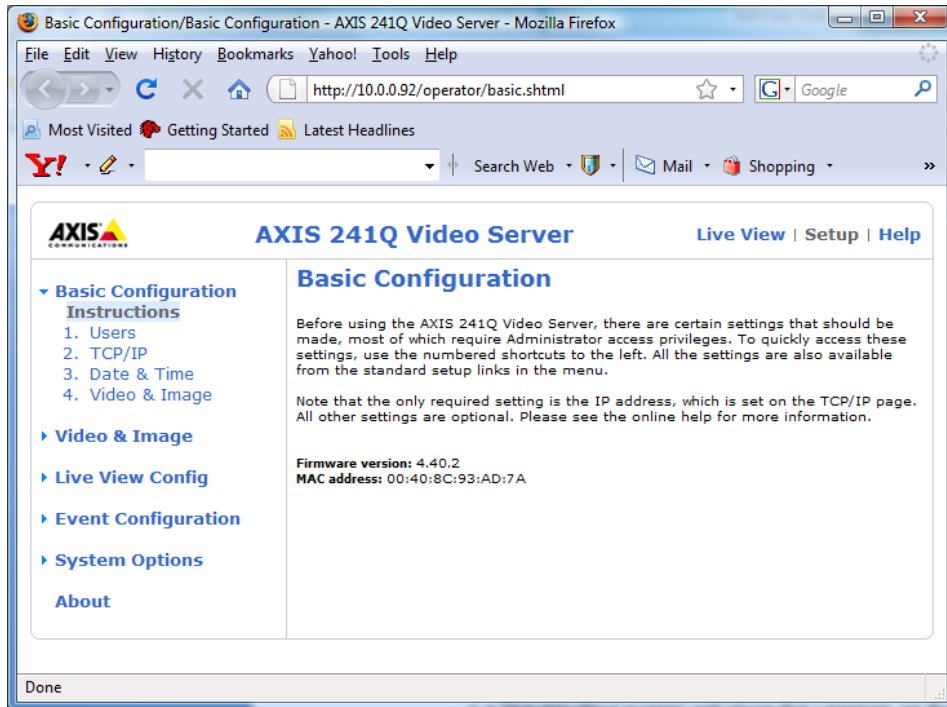 Basic Configuration/Basic Configuration - AXIS 241Q Video Server - Mozilla Firefox
File Edit View History Bookmarks Yahoo! Tools Help
http://10.0.0.92/operator/basic.shtml
G Google
Most Visited Getting Started Latest Headlines
Y! Search Web Mail Shopping »
AXIS COMMUNICATIONS
AXIS 241Q Video Server
Live View | Setup | Help
Basic Configuration
Instructions
1. Users
2. TCP/IP
3. Date & Time
4. Video & Image
Video & Image
Live View Config
Event Configuration
System Options
About
Basic Configuration
Before using the AXIS 241Q Video Server, there are certain settings that should be
made, most of which require Administrator access privileges. To quickly access these
settings, use the numbered shortcuts to the left. All the settings are also available
from the standard setup links in the menu.
Note that the only required setting is the IP address, which is set on the TCP/IP page.
All other settings are optional. Please see the online help for more information.
Firmware version: 4.40.2
MAC address: 00:40:8C:93:AD:7A
Done